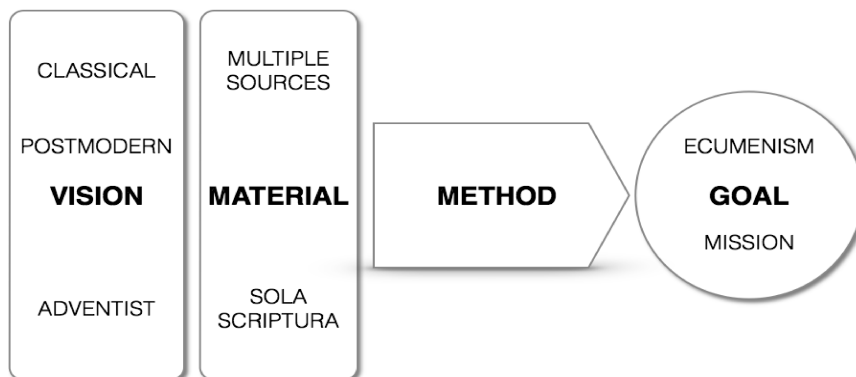 CLASSICAL
POSTMODERN
VISION
ADVENTIST
MULTIPLE
SOURCES
MATERIAL
SOLA
SCRIPTURA
METHOD
ECUMENISM
GOAL
MISSION